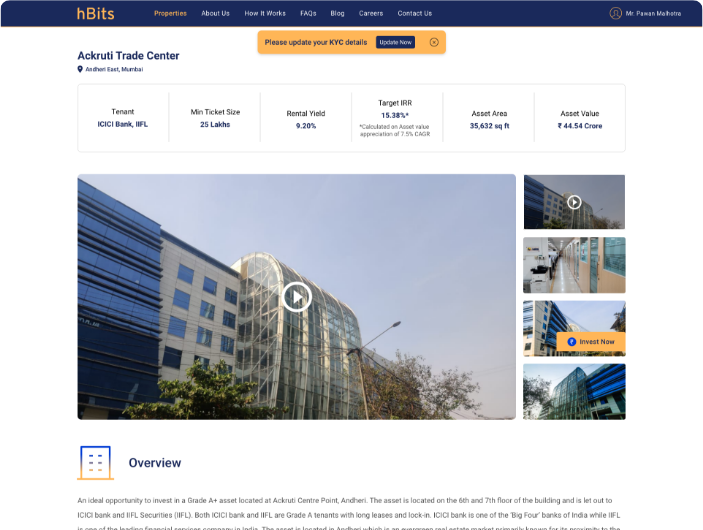 hBits
Properties About Us How It Works FAQs Blog Careers Contact Us
Mr. Pawan Malhotra
Please update your KYC details Update Now
Ackruti Trade Center
Andheri East, Mumbai
Tenant
ICICI Bank, IIFL
Min Ticket Size
25 Lakhs
Rental Yield
9.20%
Target IRR
15.38%*
*Calculated on Asset value
appreciation of 7.5% CAGR
Asset Area
35,632 sq ft
Asset Value
₹ 44.54 Crore
Invest Now
Overview
An ideal opportunity to invest in a Grade A+ asset located at Ackruti Centre Point, Andheri. The asset is located on the 6th and 7th floor of the building and is let out to
ICICI bank and IIFL Securities (IIFL). Both ICICI bank and IIFL are Grade A tenants with long leases and lock-in. ICICI bank is one of the 'Big Four' banks of India while IIFL
is one of the leading financial services company in India. The asset is located in Andheri which is an evergreen real estate market primarily known for its proximity to the